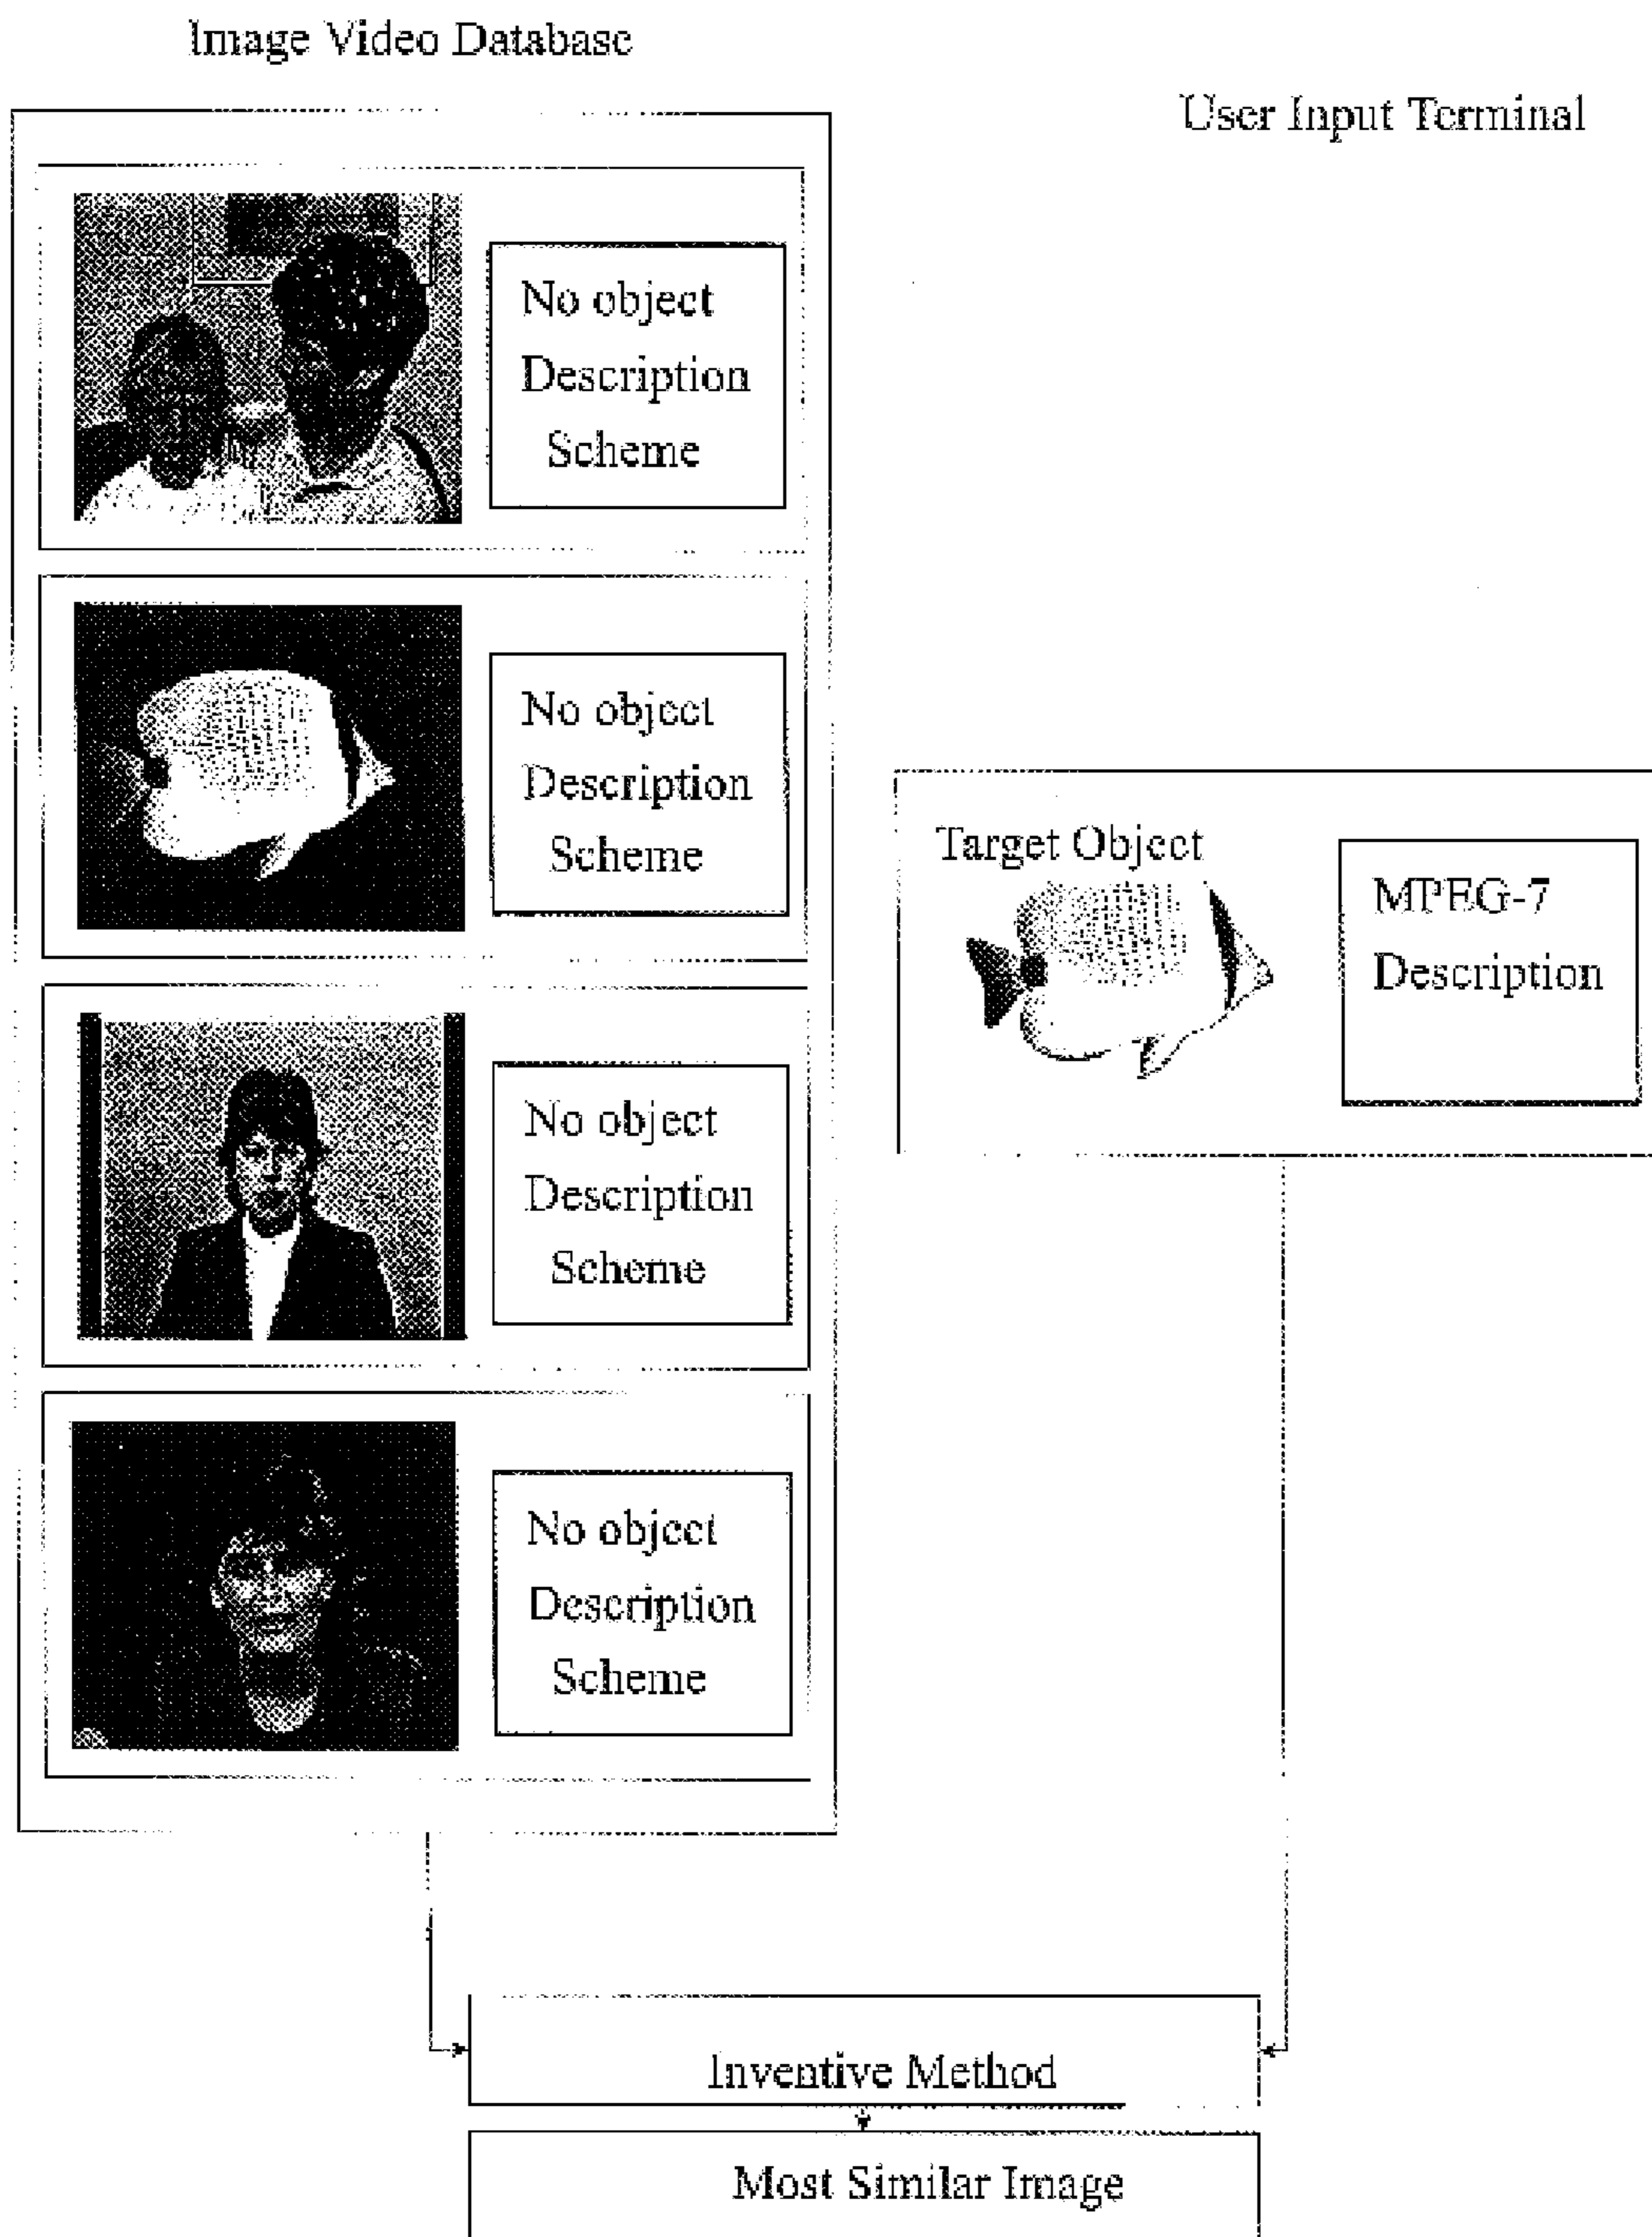 Image Video Database
User Input Terminal
No object
Description
Scheme
No object
Description
Scheme
Target Object
MPEG-7
Description
No object
Description
Scheme
No object
Description
Scheme
Inventive Method
Most Similar Image